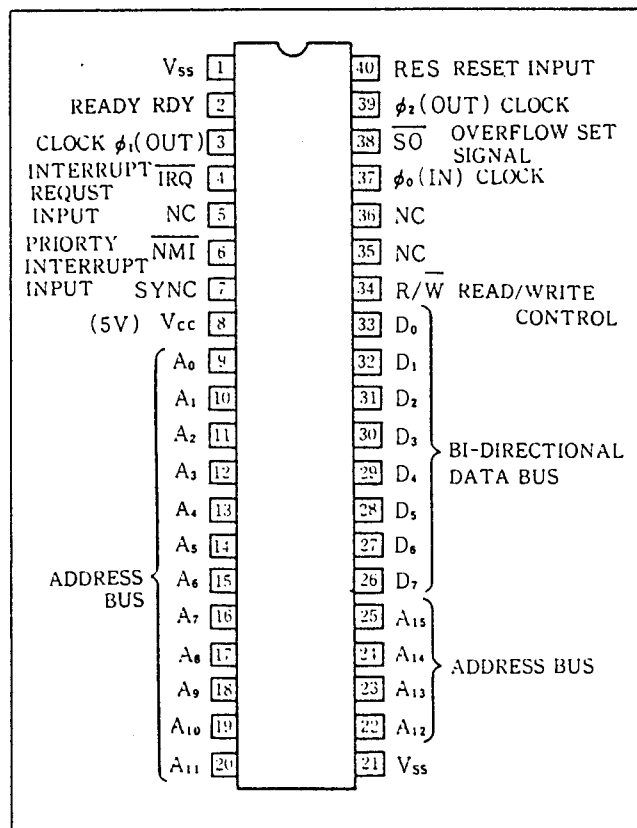 Vss 1
READY RDY 2
CLOCK ϕ₁(OUT) 3
INTERRUPT REQUST INPUT I̅R̅Q̅ 4
NC 5
PRIORTY INTERRUPT INPUT N̅M̅I̅ 6
SYNC 7
(5V) Vcc 8
A₀ 9
A₁ 10
A₂ 11
A₃ 12
A₄ 13
A₅ 14
A₆ 15
A₇ 16
A₈ 17
A₉ 18
A₁₀ 19
A₁₁ 20
ADDRESS
BUS
40 RES RESET INPUT
39 ϕ₂(OUT) CLOCK
38 S̅O̅ OVERFLOW SET
SIGNAL
37 ϕ₀(IN) CLOCK
36 NC
35 NC
34 R/W̅ READ/WRITE
CONTROL
33 D₀
32 D₁
31 D₂
30 D₃
29 D₄
28 D₅
27 D₆
26 D₇
BI-DIRECTIONAL
DATA BUS
25 A₁₅
24 A₁₄
23 A₁₃
22 A₁₂
ADDRESS BUS
21 Vss